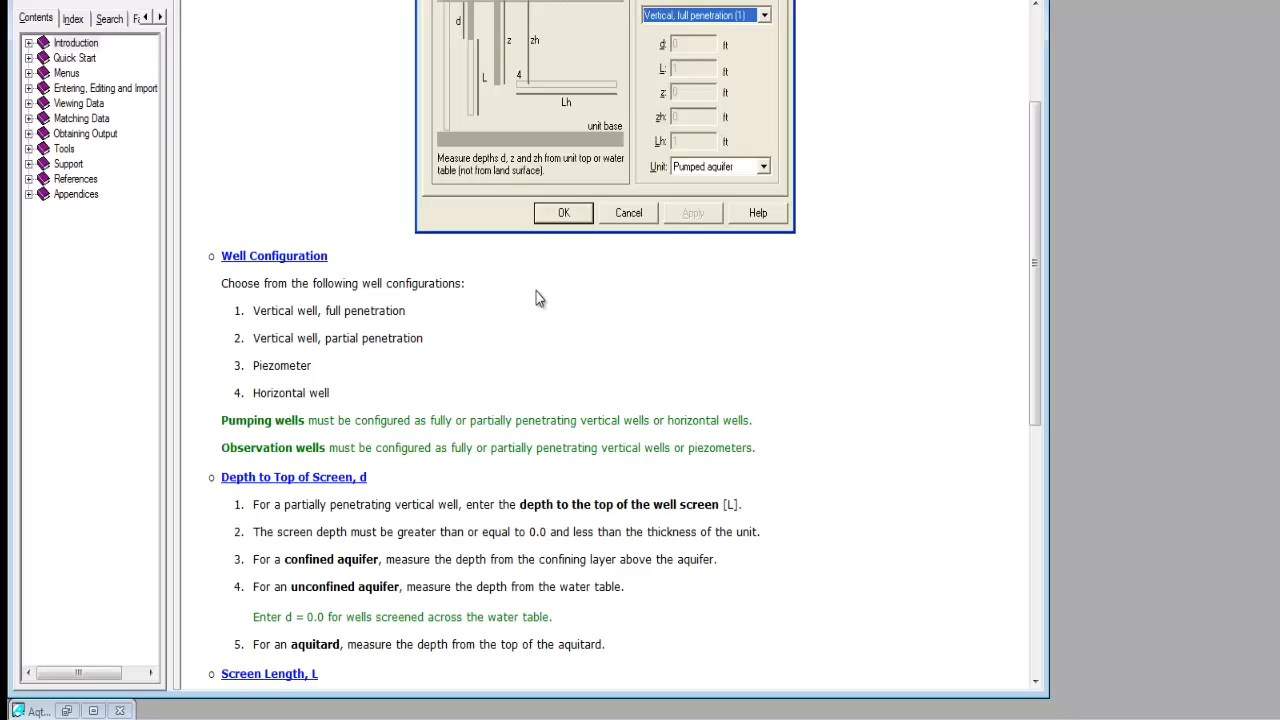 Contents Index Search Fa
Introduction
Quick Start
Menus
Entering, Editing and Import
Viewing Data
Matching Data
Obtaining Output
Tools
Support
References
Appendices
d
z
zh
L
4
Lh
unit base
Measure depths d, z and zh from unit top or water
table (not from land surface).
Vertical, full penetration (1)
d: 0 ft
L: 1 ft
z: 0 ft
zh: 0 ft
Lh: 1 ft
Unit: Pumped aquifer
OK Cancel Apply Help
o Well Configuration
Choose from the following well configurations:
1. Vertical well, full penetration
2. Vertical well, partial penetration
3. Piezometer
4. Horizontal well
Pumping wells must be configured as fully or partially penetrating vertical wells or horizontal wells.
Observation wells must be configured as fully or partially penetrating vertical wells or piezometers.
o Depth to Top of Screen, d
1. For a partially penetrating vertical well, enter the depth to the top of the well screen [L].
2. The screen depth must be greater than or equal to 0.0 and less than the thickness of the unit.
3. For a confined aquifer, measure the depth from the confining layer above the aquifer.
4. For an unconfined aquifer, measure the depth from the water table.
Enter d = 0.0 for wells screened across the water table.
5. For an aquitard, measure the depth from the top of the aquitard.
o Screen Length, L
Aqt...